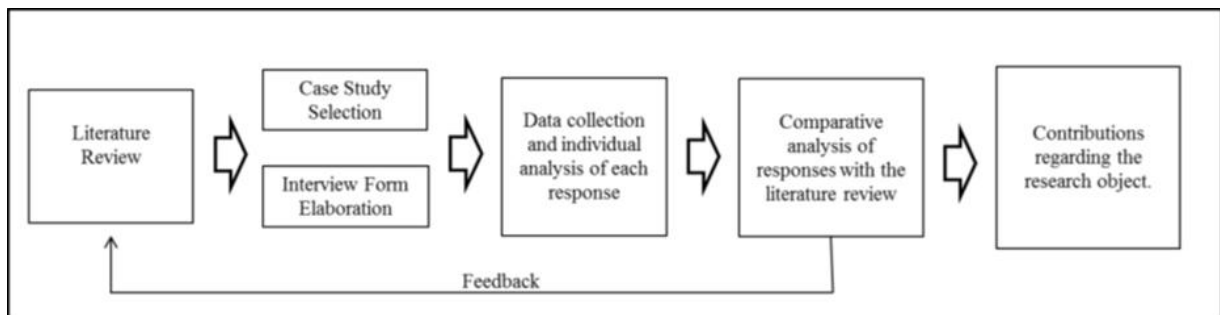 Literature
Review
Case Study
Selection
Interview Form
Elaboration
Data collection
and individual
analysis of each
response
Comparative
analysis of
responses with the
literature review
Contributions
regarding the
research object.
Feedback